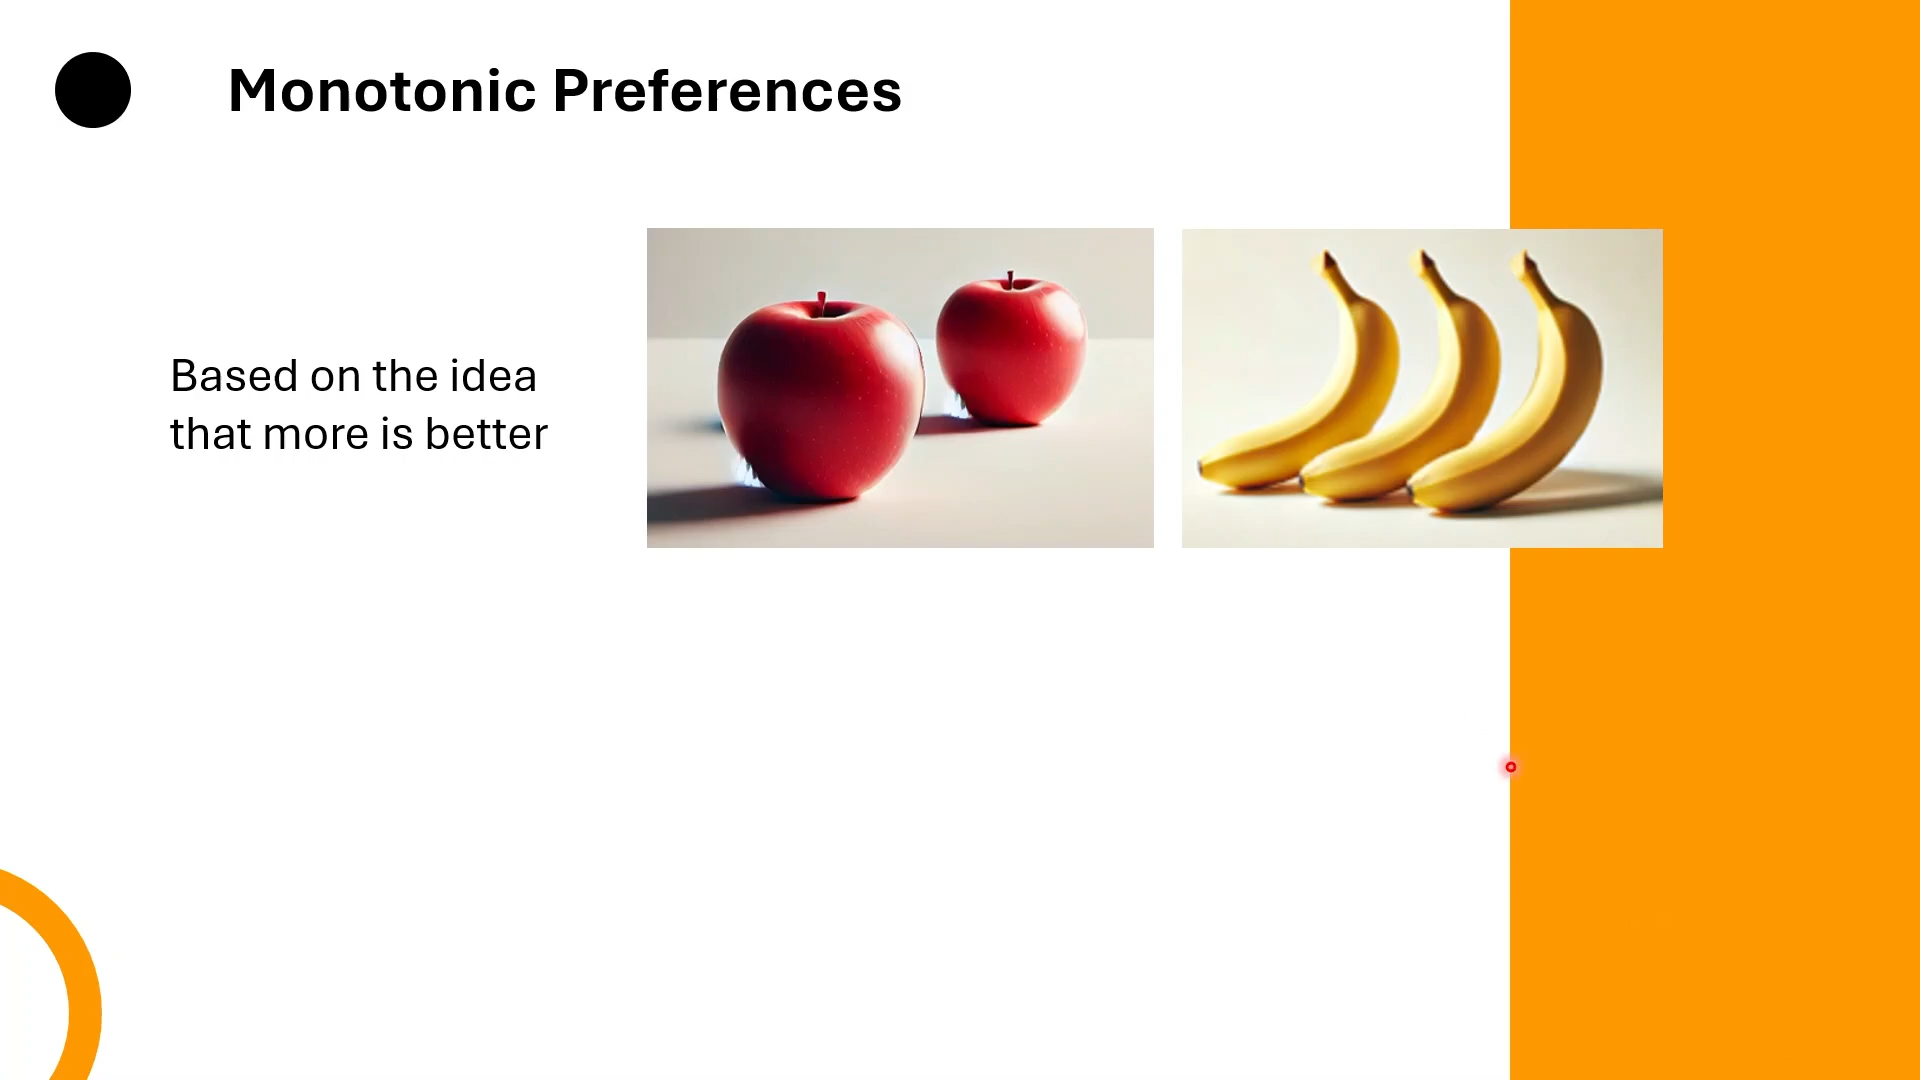 Monotonic Preferences
Based on the idea
that more is better